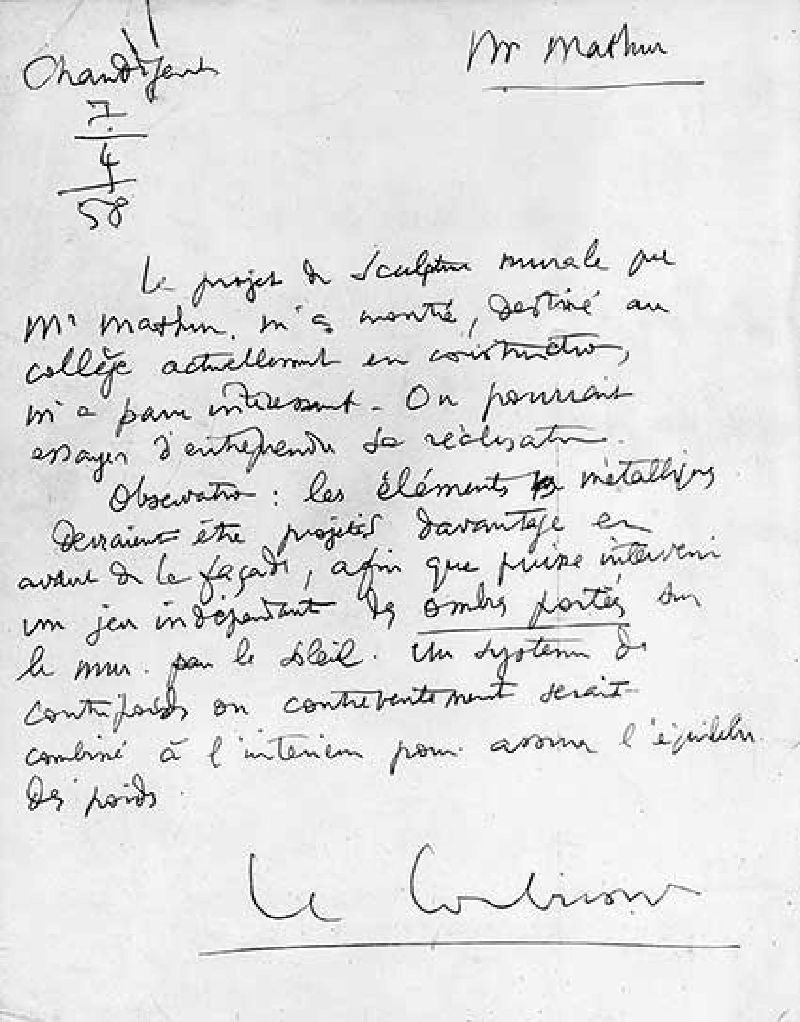 Chandigarh
Mr Mathur
7
4
58
Le projet de sculpture murale que
Mr Mathur, m'a montré, destiné au
collège actuellement en construction,
m'a paru intéressant - On pourrait
essayer d'entreprendre sa réalisation.
Observation : les éléments métalliques
devraient être projetés davantage en
avant de la façade, afin que puisse intervenir
un jeu indépendant des ombres portées sur
le mur par le soleil. Un système de
contrepoids ou contreventement serait
combiné à l'intérieur pour assurer l'équilibre
des poids.
Le Corbusier